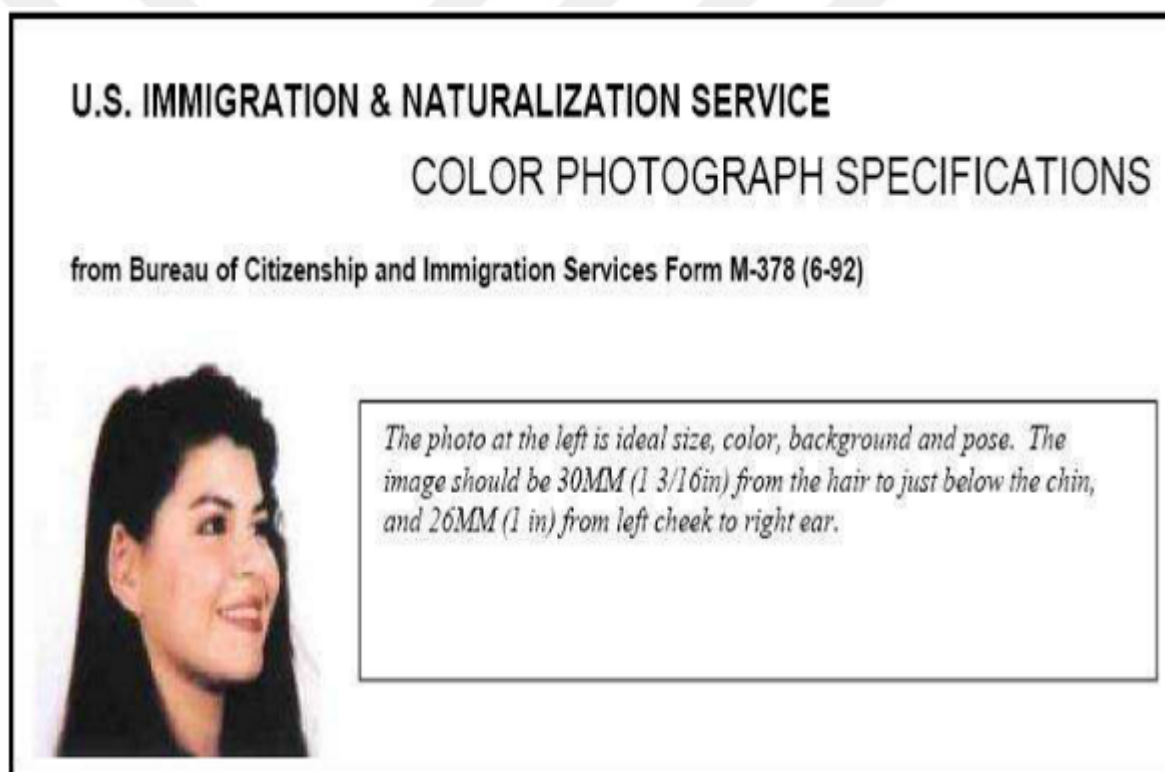 U.S. IMMIGRATION & NATURALIZATION SERVICE
COLOR PHOTOGRAPH SPECIFICATIONS
from Bureau of Citizenship and Immigration Services Form M-378 (6-92)
The photo at the left is ideal size, color, background and pose. The
image should be 30MM (1 3/16in) from the hair to just below the chin,
and 26MM (1 in) from left cheek to right ear.